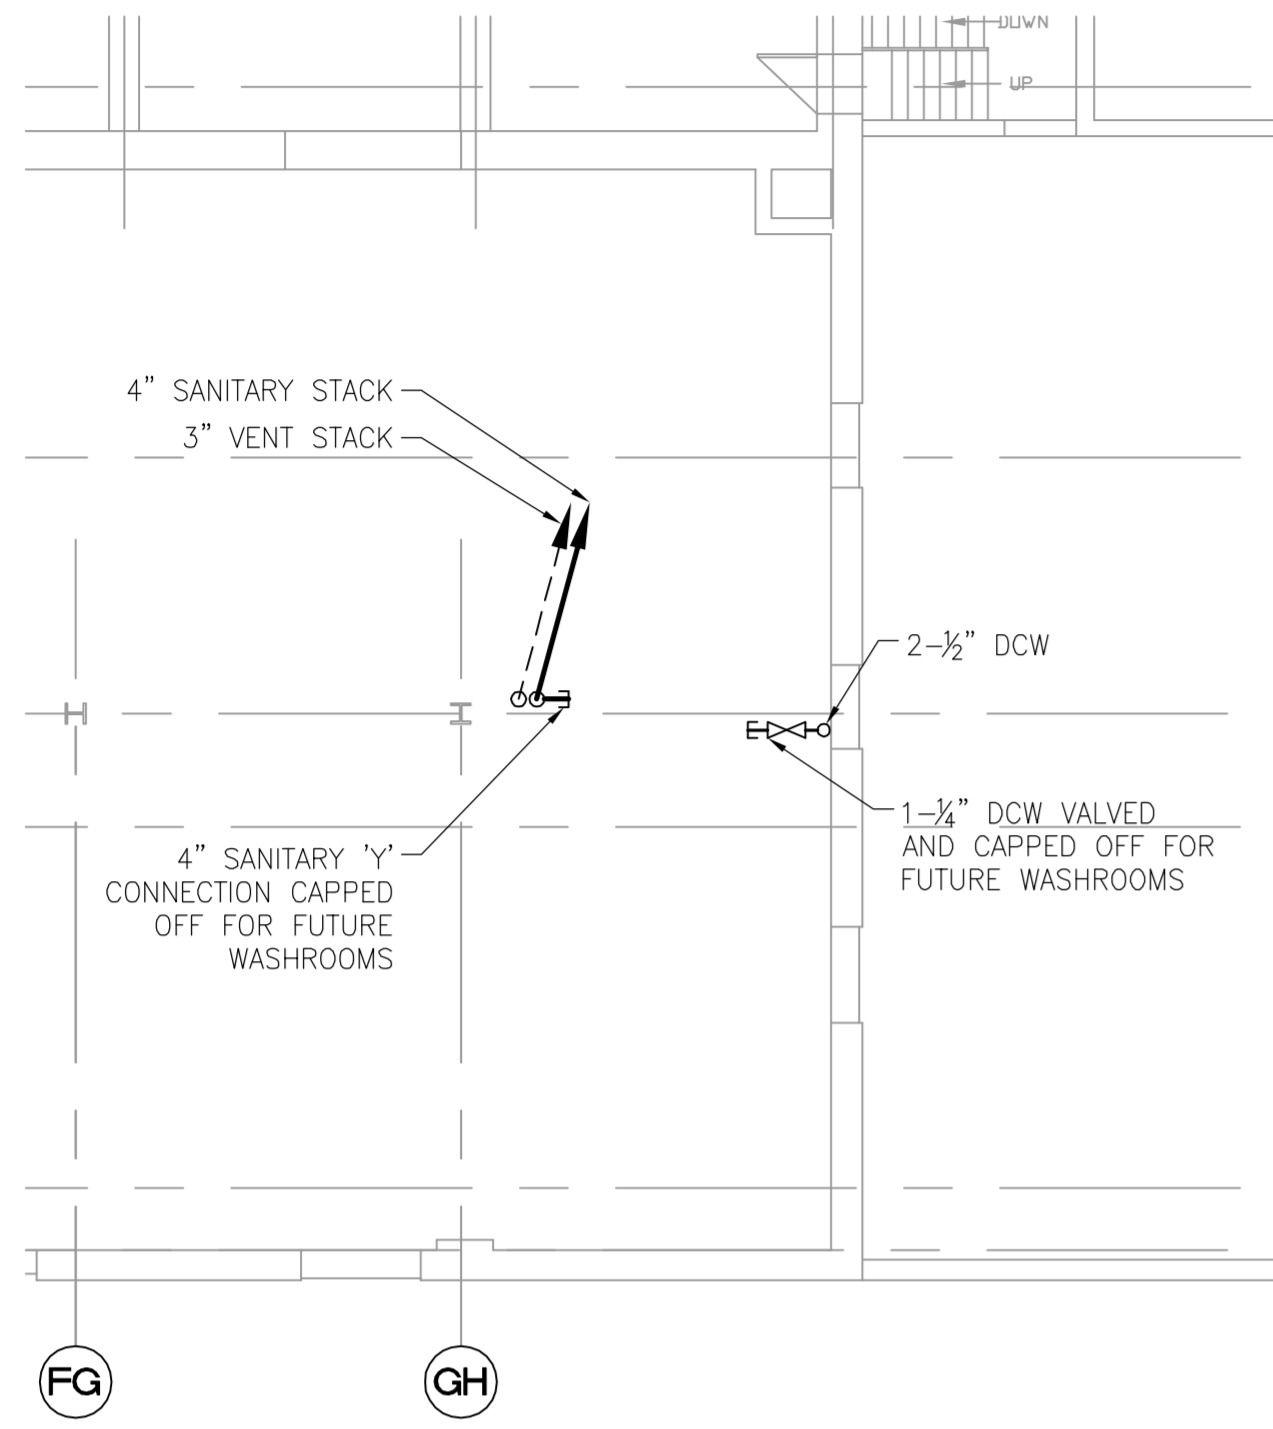 DOWN
UP
4" SANITARY STACK
3" VENT STACK
2-½" DCW
1-¼" DCW VALVED
AND CAPPED OFF FOR
FUTURE WASHROOMS
4" SANITARY 'Y'
CONNECTION CAPPED
OFF FOR FUTURE
WASHROOMS
FG
GH